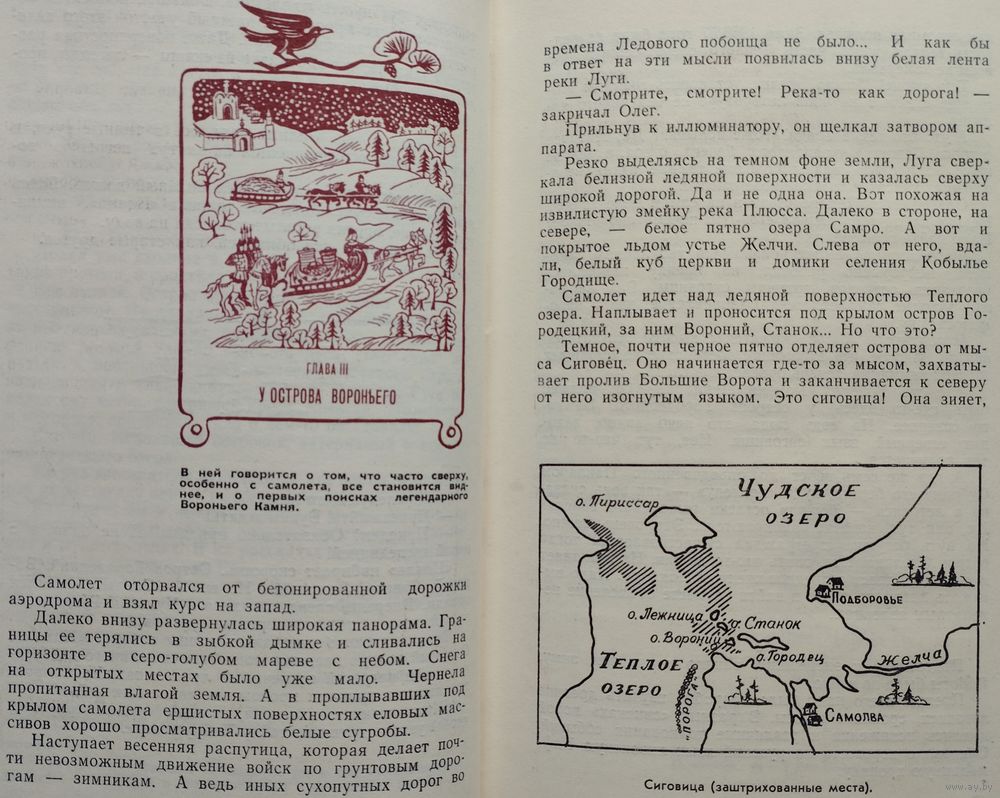 ГЛАВА III
У ОСТРОВА ВОРОНЬЕГО
В ней говорится о том, что часто сверху,
особенно с самолета, все становится вид-
нее, и о первых поисках легендарного
Вороньего Камня.
Самолет оторвался от бетонированной дорожки
аэродрома и взял курс на запад.
Далеко внизу развернулась широкая панорама. Гра-
ницы ее терялись в зыбкой дымке и сливались на
горизонте в серо-голубом мареве с небом. Снега
на открытых местах было уже мало. Чернела
пропитанная влагой земля. А в проплывавших под
крылом самолета ершистых поверхностях еловых мас-
сивов хорошо просматривались белые сугробы.
Наступает весенняя распутица, которая делает поч-
ти невозможным движение войск по грунтовым доро-
гам — зимникам. А ведь иных сухопутных дорог во
времена Ледового побоища не было... И как бы
в ответ на эти мысли появилась внизу белая лента
реки Луги.
— Смотрите, смотрите! Река-то как дорога! —
закричал Олег.
Прильнув к иллюминатору, он щелкал затвором ап-
парата.
Резко выделяясь на темном фоне земли, Луга свер-
кала белизной ледяной поверхности и казалась сверху
широкой дорогой. Да и не одна она. Вот похожая на
извилистую змейку река Плюсса. Далеко в стороне, на
севере, — белое пятно озера Самро. А вот и
покрытое льдом устье Желчи. Слева от него, вда-
ли, белый куб церкви и домики селения Кобылье
Городище.
Самолет идет над ледяной поверхностью Теплого
озера. Наплывает и проносится под крылом остров Го-
родецкий, за ним Вороний, Станок... Но что это?
Темное, почти черное пятно отделяет острова от мы-
са Сиговéц. Оно начинается где-то за мысом, захваты-
вает пролив Большие Ворота и заканчивается к северу
от него изогнутым языком. Это сиговица! Она зияет,
ЧУДСКОЕ
ОЗЕРО
о. Пириссар
Подборовье
о. Лежница
о. Станок
о. Вороний
о. Городец
Желча
ТЕПЛОЕ
ОЗЕРО
"ПОРОГА"
Самолва
Сиговица (заштрихованные места).
www.ay.by